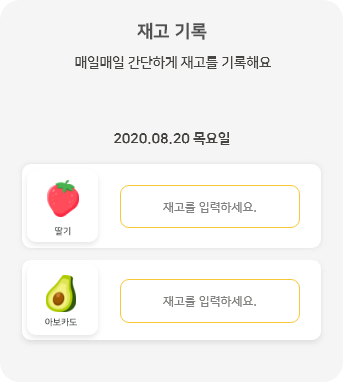 재고 기록
매일매일 간단하게 재고를 기록해요
2020.08.20 목요일
딸기
재고를 입력하세요.
아보카도
재고를 입력하세요.